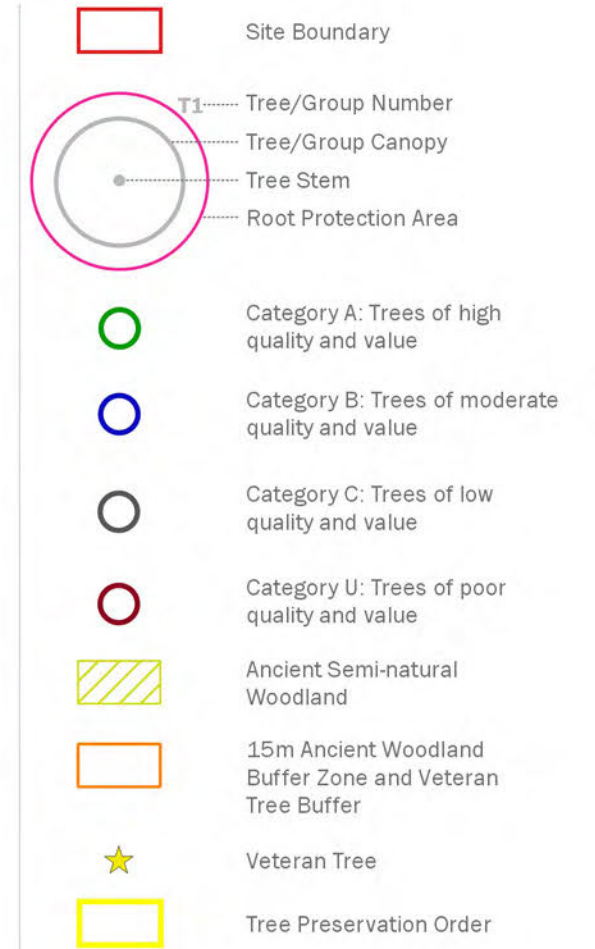 Site Boundary
T1
Tree/Group Number
Tree/Group Canopy
Tree Stem
Root Protection Area
Category A: Trees of high
quality and value
Category B: Trees of moderate
quality and value
Category C: Trees of low
quality and value
Category U: Trees of poor
quality and value
Ancient Semi-natural
Woodland
15m Ancient Woodland
Buffer Zone and Veteran
Tree Buffer
Veteran Tree
Tree Preservation Order